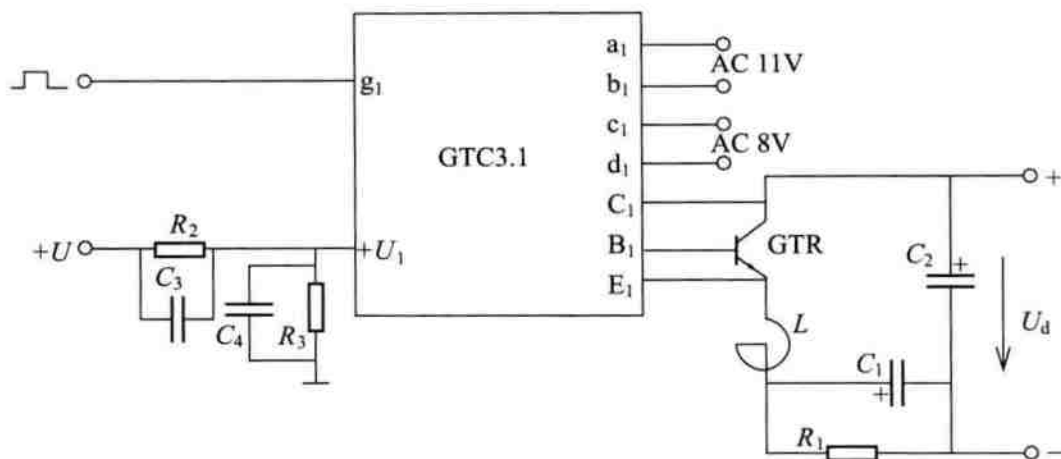 a₁
AC 11V
g₁
b₁
c₁
GTC3.1
AC 8V
d₁
+
C₁
B₁
GTR
R₂
+U
+U₁
C₂
+
C₃
E₁
C₄
R₃
L
U_d
C₁
+
R₁
−